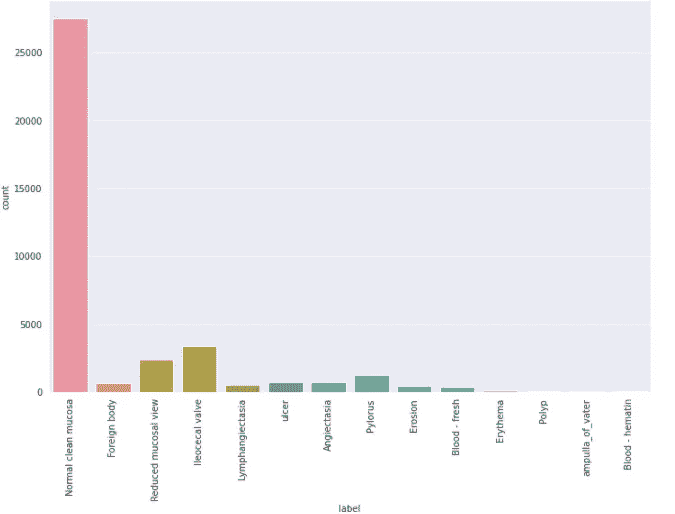 25000
20000
15000
10000
5000
0
count
Normal clean mucosa
Foreign body
Reduced mucosal view
Ileocecal valve
Lymphangiectasia
ulcer
Angiectasia
Pylorus
Erosion
Blood - fresh
Erythema
Polyp
ampulla_of_vater
Blood - hematin
label